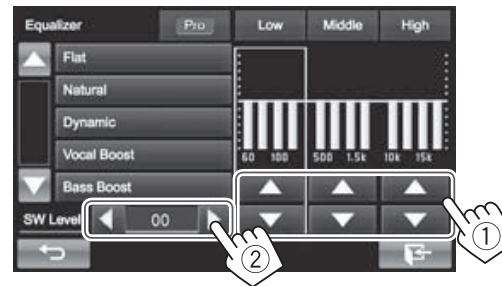 Equalizer Pro Low Middle High
Flat
Natural
Dynamic
Vocal Boost
Bass Boost
60 100 500 1.5k 10k 15k
SW Level 00
1
2